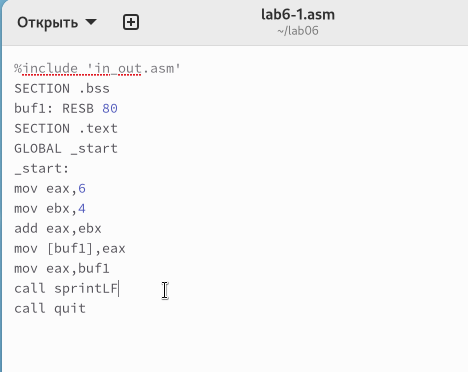 Открыть
lab6-1.asm
~/lab06
%include 'in_out.asm'
SECTION .bss
buf1: RESB 80
SECTION .text
GLOBAL _start
_start:
mov eax,6
mov ebx,4
add eax,ebx
mov [buf1],eax
mov eax,buf1
call sprintLF
call quit